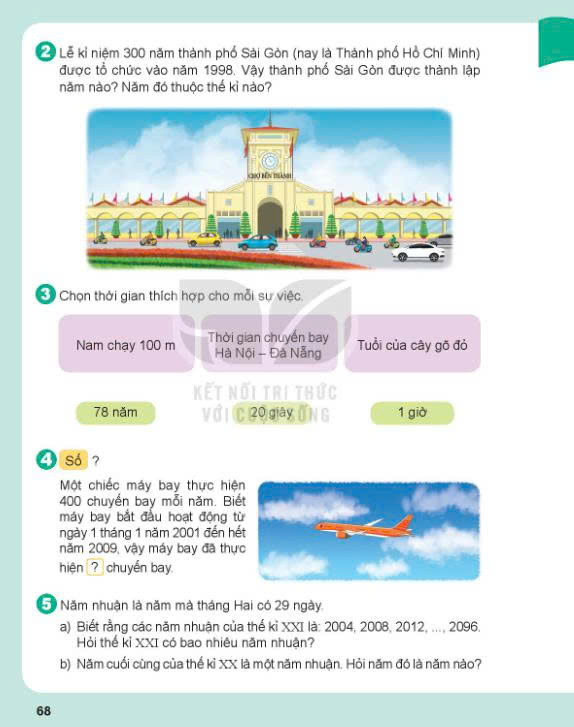 2 Lễ kỉ niệm 300 năm thành phố Sài Gòn (nay là Thành phố Hồ Chí Minh)
được tổ chức vào năm 1998. Vậy thành phố Sài Gòn được thành lập
năm nào? Năm đó thuộc thế kỉ nào?
CHỢ BẾN THÀNH
3 Chọn thời gian thích hợp cho mỗi sự việc.
Nam chạy 100 m
Thời gian chuyến bay
Hà Nội – Đà Nẵng
Tuổi của cây gõ đỏ
KẾT NỐI TRI THỨC
VỚI CUỘC SỐNG
78 năm
20 giây
1 giờ
4 Số ?
Một chiếc máy bay thực hiện
400 chuyến bay mỗi năm. Biết
máy bay bắt đầu hoạt động từ
ngày 1 tháng 1 năm 2001 đến hết
năm 2009, vậy máy bay đã thực
hiện ? chuyến bay.
5 Năm nhuận là năm mà tháng Hai có 29 ngày.
a) Biết rằng các năm nhuận của thế kỉ XXI là: 2004, 2008, 2012, ..., 2096.
Hỏi thế kỉ XXI có bao nhiêu năm nhuận?
b) Năm cuối cùng của thế kỉ XX là một năm nhuận. Hỏi năm đó là năm nào?
68